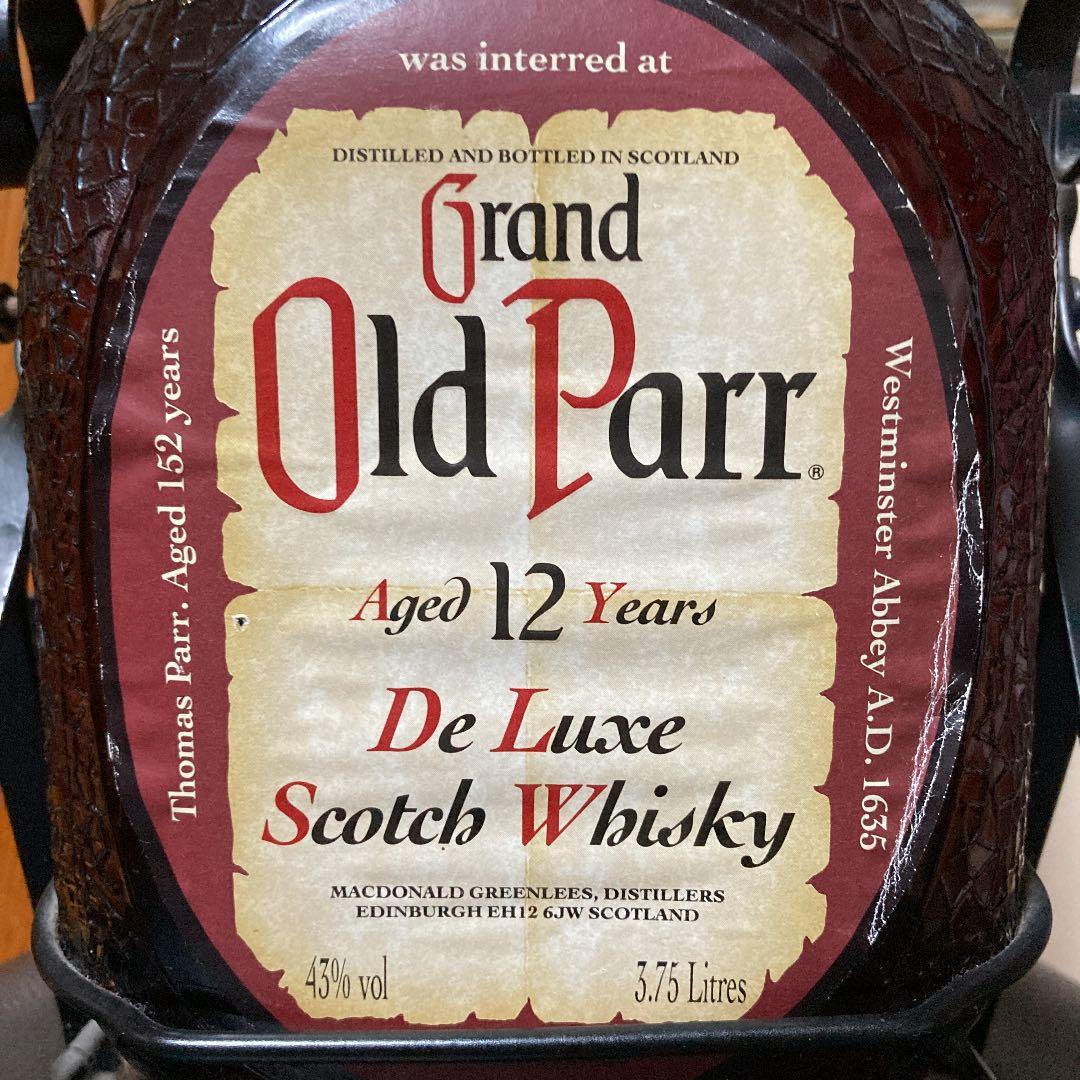 Thomas Parr. Aged 152 years
was interred at
Westminster Abbey A.D. 1635
DISTILLED AND BOTTLED IN SCOTLAND
Grand
Old Parr®
Aged 12 Years
De Luxe
Scotch Whisky
MACDONALD GREENLEES, DISTILLERS
EDINBURGH EH12 6JW SCOTLAND
43% vol
3.75 Litres